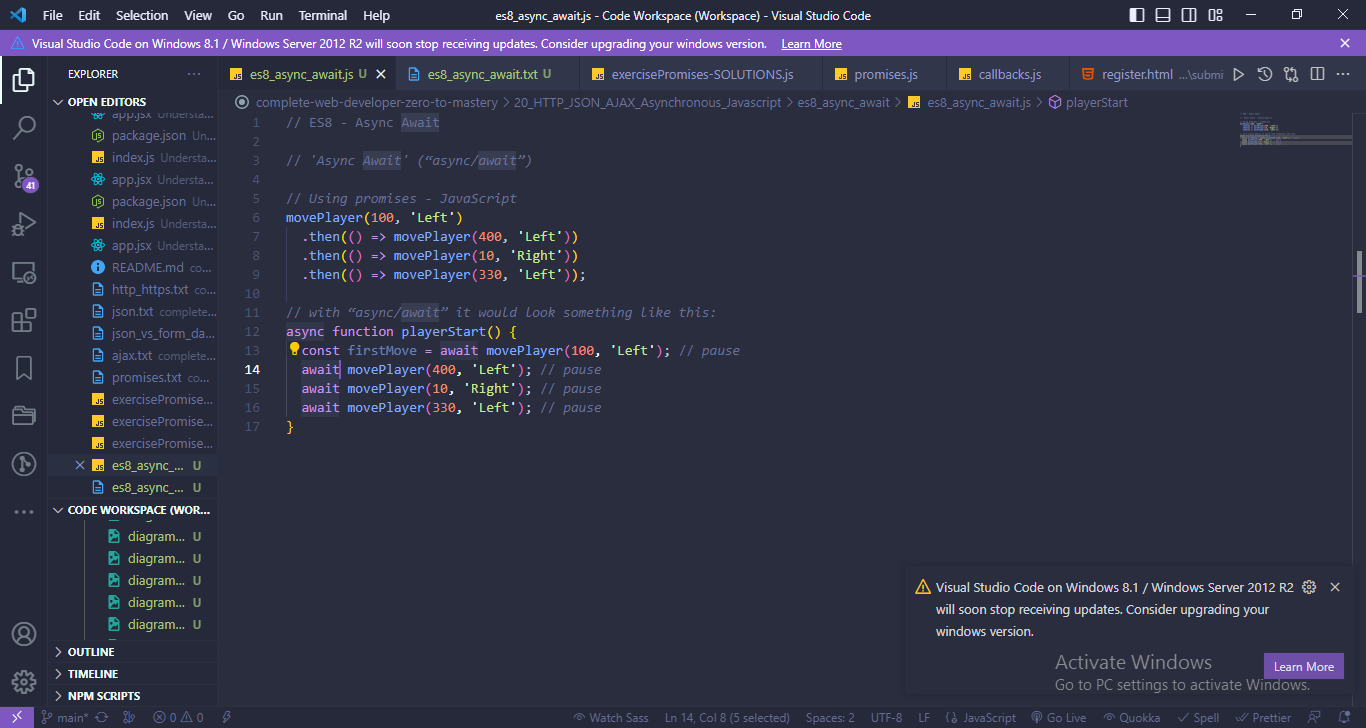 File Edit Selection View Go Run Terminal Help es8_async_await.js - Code Workspace (Workspace) - Visual Studio Code
Visual Studio Code on Windows 8.1 / Windows Server 2012 R2 will soon stop receiving updates. Consider upgrading your windows version. Learn More
EXPLORER ···
OPEN EDITORS
app.jsx Understa...
package.json Un...
index.js Understa...
app.jsx Understa...
package.json Un...
index.js Understa...
app.jsx Understa...
README.md co...
http_https.txt co...
json.txt complete...
json_vs_form_da...
ajax.txt complete...
promises.txt co...
exercisePromise...
exercisePromise...
exercisePromise...
es8_async_... U
es8_async_... U
CODE WORKSPACE (WOR...
diagram... U
diagram... U
diagram... U
diagram... U
diagram... U
OUTLINE
TIMELINE
NPM SCRIPTS
41
es8_async_await.js U es8_async_await.txt U exercisePromises-SOLUTIONS.js promises.js callbacks.js register.html ...\submi
complete-web-developer-zero-to-mastery > 20_HTTP_JSON_AJAX_Asynchronous_Javascript > es8_async_await > es8_async_await.js > playerStart
1 // ES8 - Async Await
2
3 // 'Async Await' (“async/await”)
4
5 // Using promises - JavaScript
6 movePlayer(100, 'Left')
7 .then(() => movePlayer(400, 'Left'))
8 .then(() => movePlayer(10, 'Right'))
9 .then(() => movePlayer(330, 'Left'));
10
11 // with “async/await” it would look something like this:
12 async function playerStart() {
13 const firstMove = await movePlayer(100, 'Left'); // pause
14 await movePlayer(400, 'Left'); // pause
15 await movePlayer(10, 'Right'); // pause
16 await movePlayer(330, 'Left'); // pause
17 }
Visual Studio Code on Windows 8.1 / Windows Server 2012 R2
will soon stop receiving updates. Consider upgrading your
windows version.
Learn More
Activate Windows
Go to PC settings to activate Windows.
main* 0 0 Watch Sass Ln 14, Col 8 (5 selected) Spaces: 2 UTF-8 LF {} JavaScript Go Live Quokka Spell Prettier